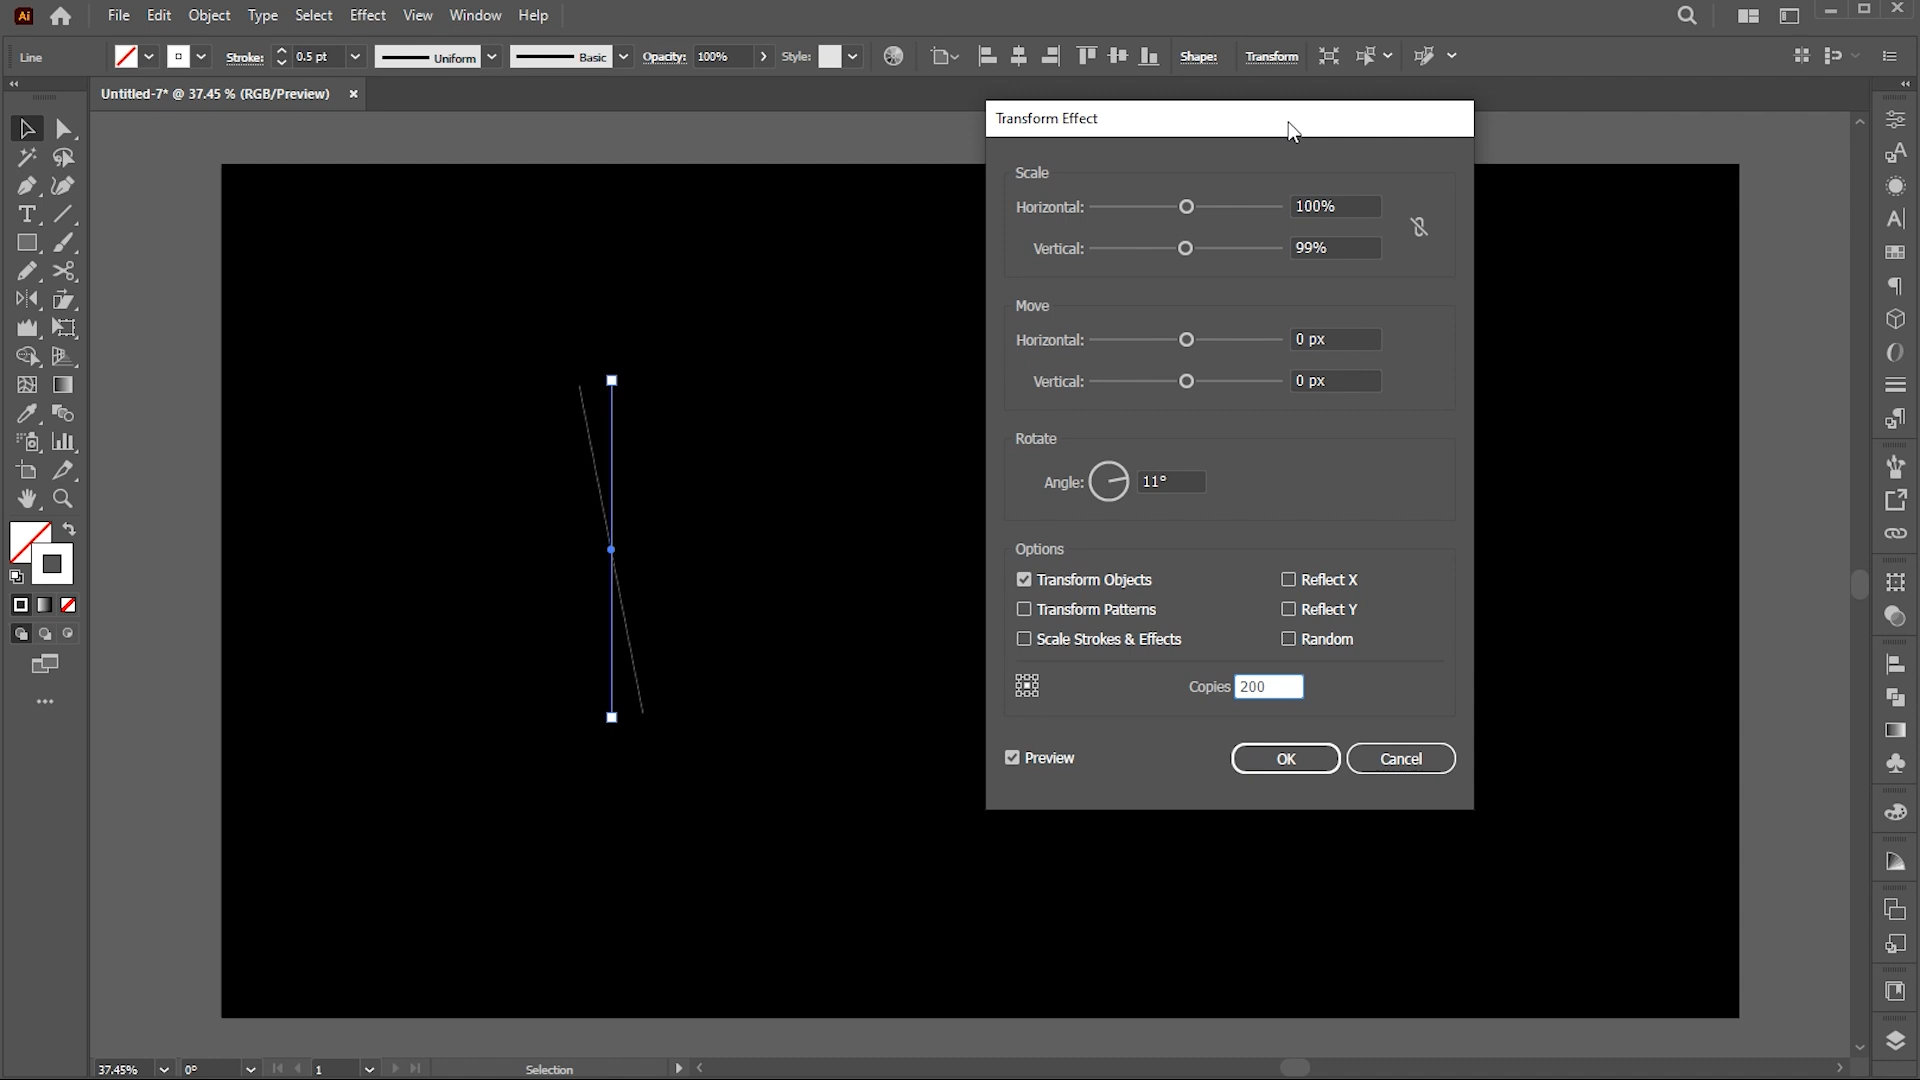 Ai File Edit Object Type Select Effect View Window Help
Line Stroke: 0.5 pt Uniform Basic Opacity: 100% Style: Shape: Transform
Untitled-7* @ 37.45 % (RGB/Preview) ×
Transform Effect
Scale
Horizontal: 100%
Vertical: 99%
Move
Horizontal: 0 px
Vertical: 0 px
Rotate
Angle: 11°
Options
Transform Objects Reflect X
Transform Patterns Reflect Y
Scale Strokes & Effects Random
Copies 200
Preview OK Cancel
37.45% 0° 1 Selection